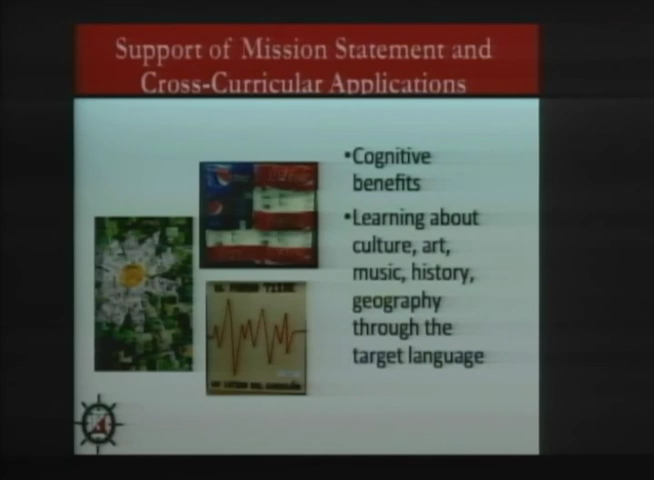 Support of Mission Statement and
Cross-Curricular Applications
•Cognitive
benefits
•Learning about
culture, art,
music, history,
geography
through the
target language